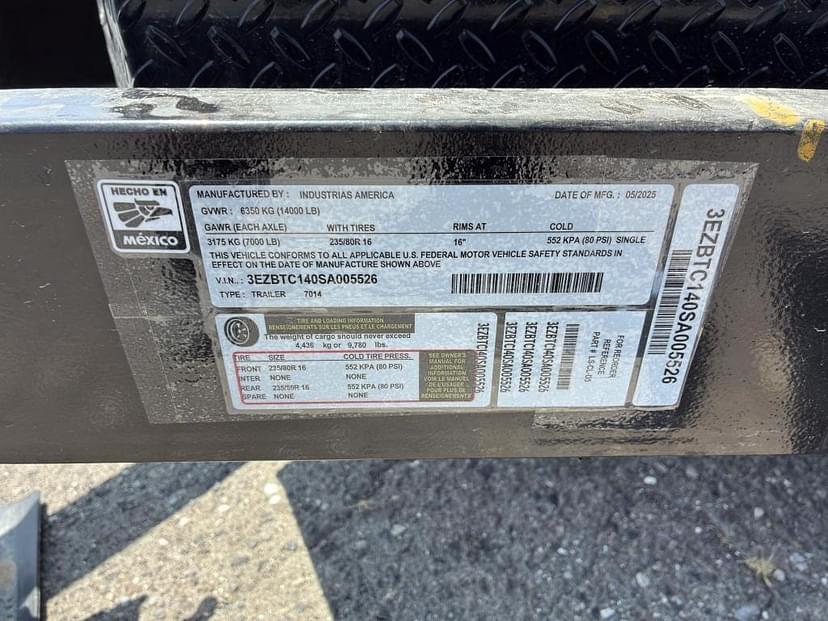 HECHO EN
MÉXICO
MANUFACTURED BY : INDUSTRIAS AMERICA DATE OF MFG. : 05/2025
GVWR : 6350 KG (14000 LB)
GAWR (EACH AXLE) WITH TIRES RIMS AT COLD
3175 KG (7000 LB) 235/80R 16 16" 552 KPA (80 PSI) SINGLE
THIS VEHICLE CONFORMS TO ALL APPLICABLE U.S. FEDERAL MOTOR VEHICLE SAFETY STANDARDS IN
EFFECT ON THE DATE OF MANUFACTURE SHOWN ABOVE
V.I.N.: 3EZBTC140SA005526
TYPE : TRAILER 7014
TIRE AND LOADING INFORMATION
RENSEIGNEMENTS SUR LES PNEUS ET LE CHARGEMENT
The weight of cargo should never exceed
4,436 kg or 9,780 lbs.
TIRE SIZE COLD TIRE PRESS.
FRONT 235/80R 16 552 KPA (80 PSI)
INTER NONE NONE
REAR 235/55R 16 552 KPA (80 PSI)
SPARE NONE NONE
SEE OWNER'S
MANUAL FOR
ADDITIONAL
INFORMATION
VOIR LE MANUEL
DE L'USAGER
POUR PLUS DE
RENSEIGNEMENTS
3EZBTC140SA005526
3EZBTC140SA005526
3EZBTC140SA005526
3EZBTC140SA005526
FOR REORDER
REFERENCE
PART # LS-CL-05
3EZBTC140SA005526